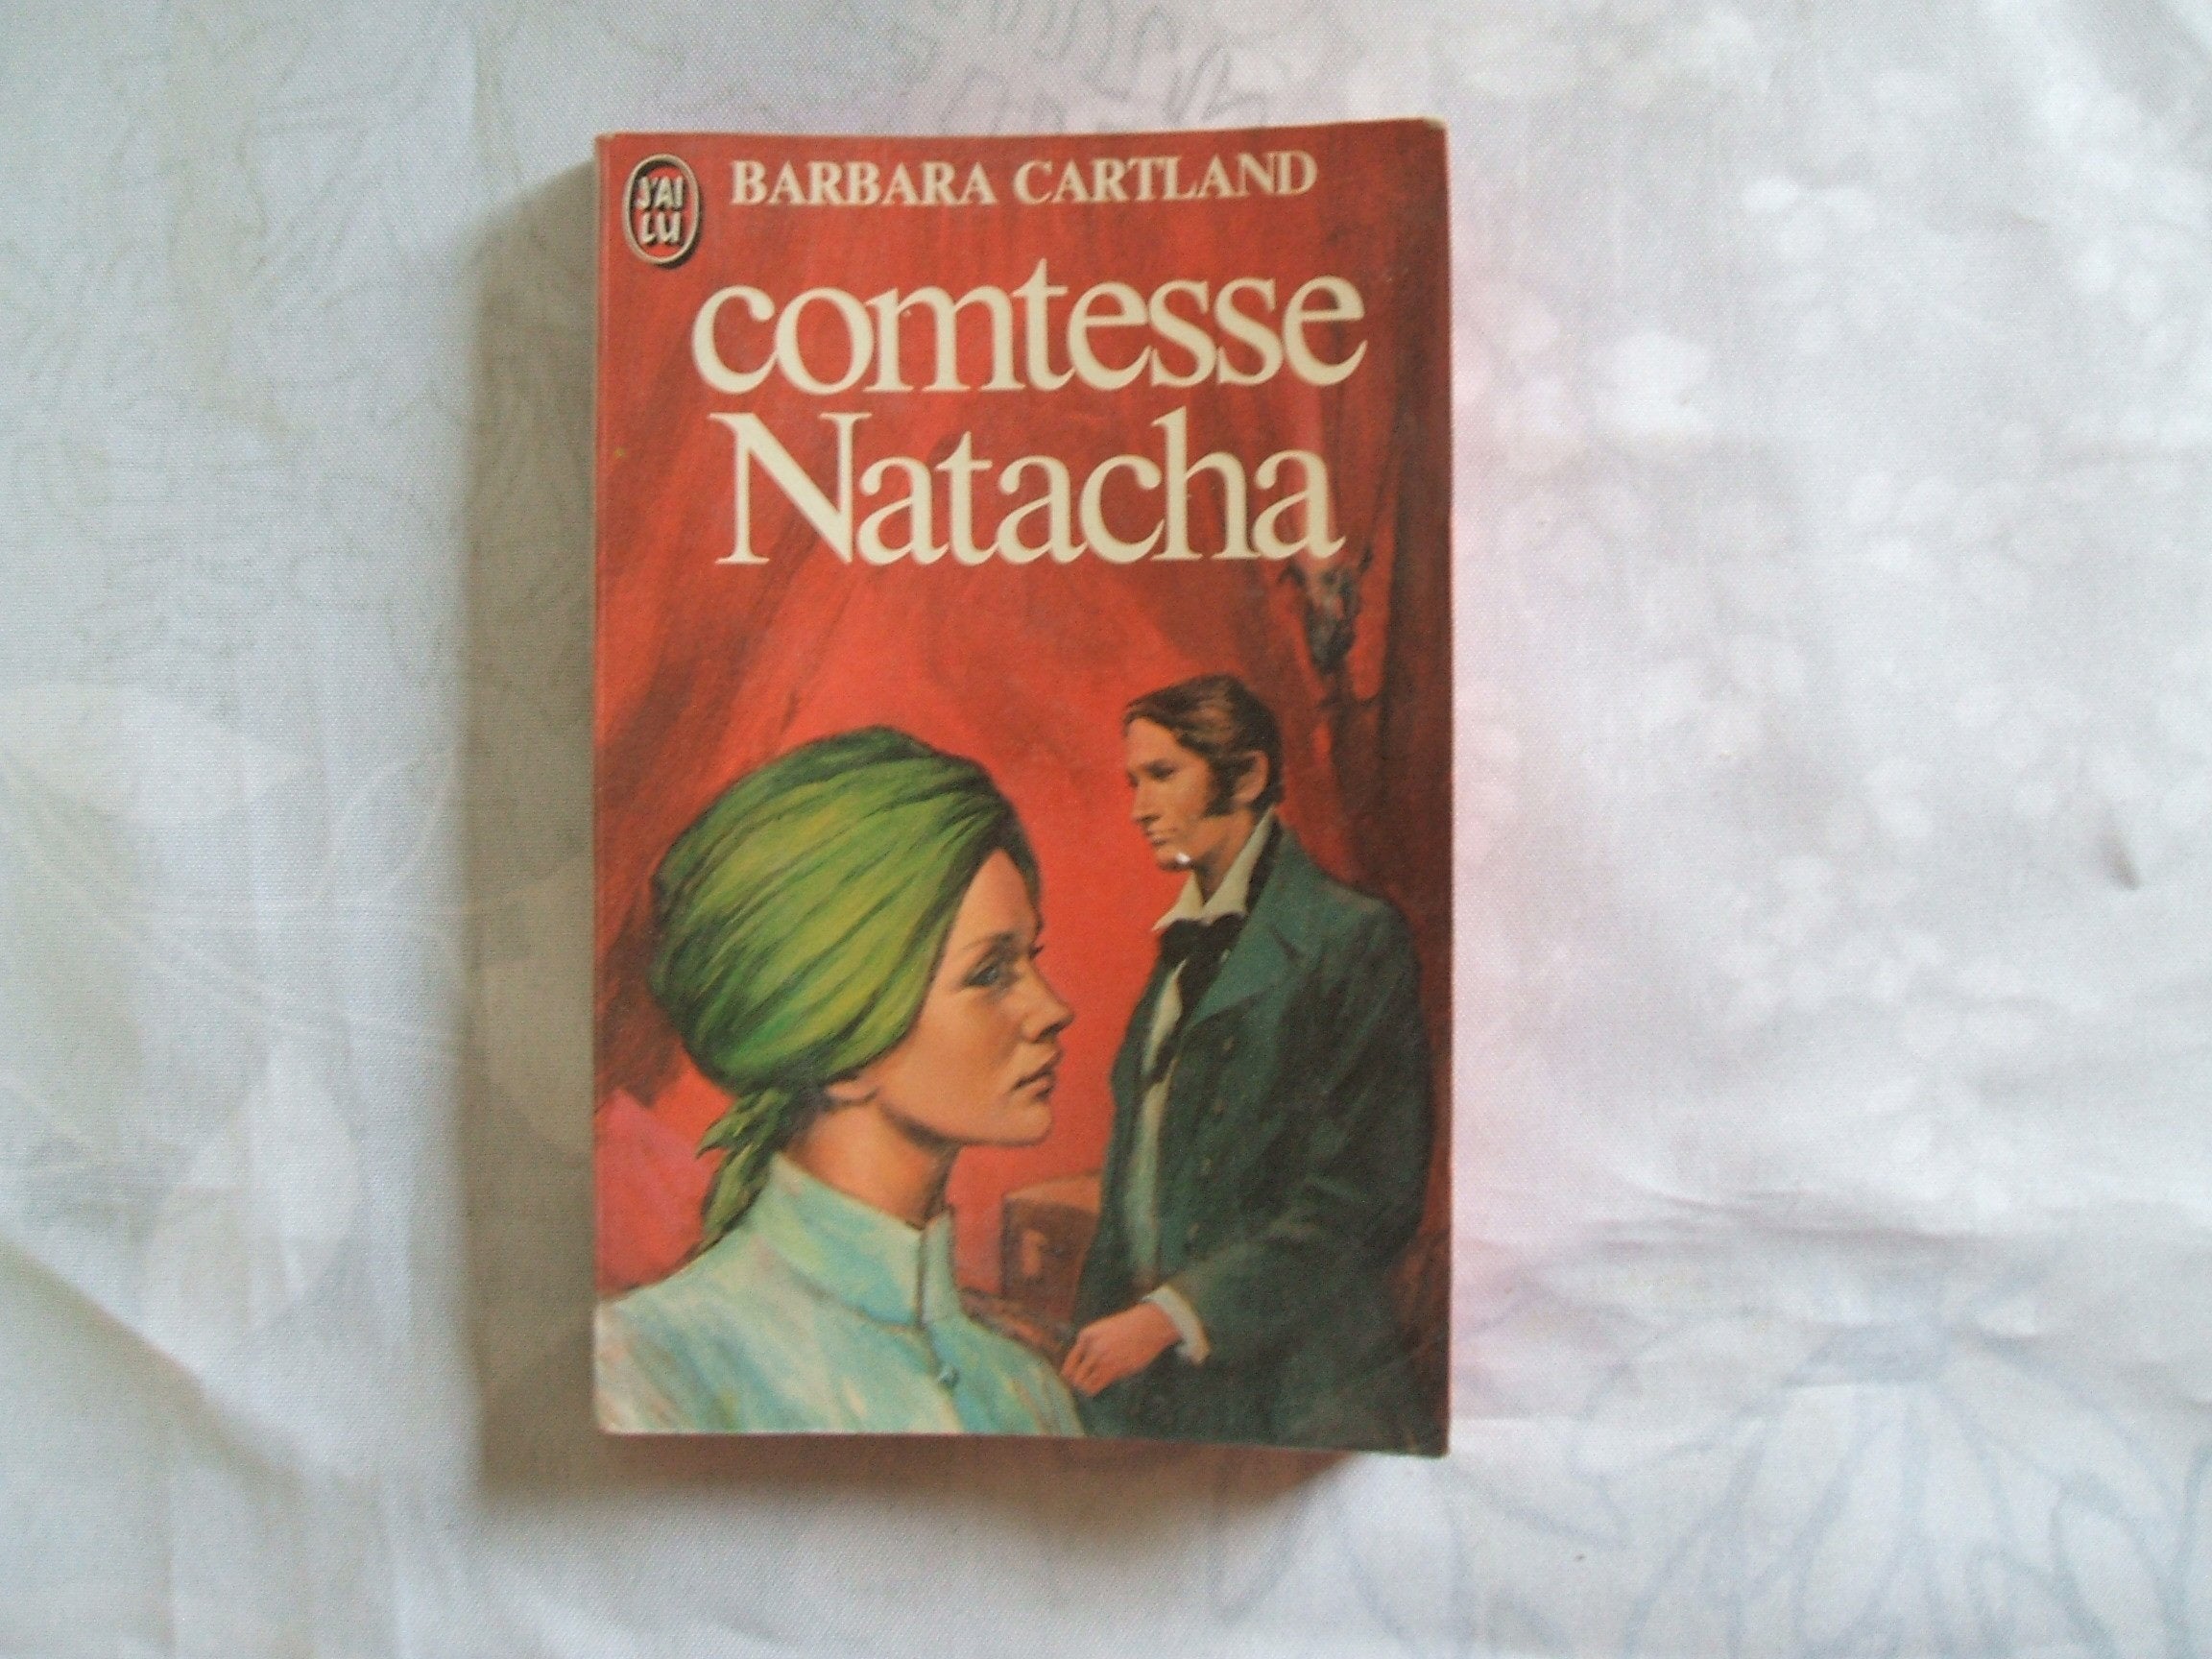 J'AI
LU
BARBARA CARTLAND
comtesse
Natacha